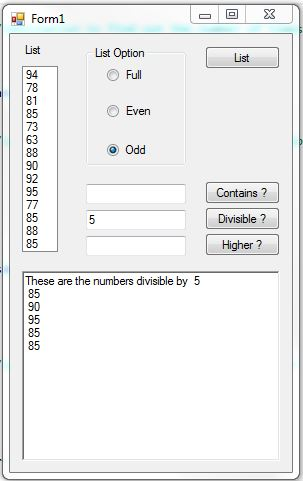 Form1
List
List Option
List
94
78
81
85
73
63
88
90
92
95
77
85
88
85
Full
Even
Odd
Contains ?
5
Divisible ?
Higher ?
These are the numbers divisible by  5
85
90
95
85
85